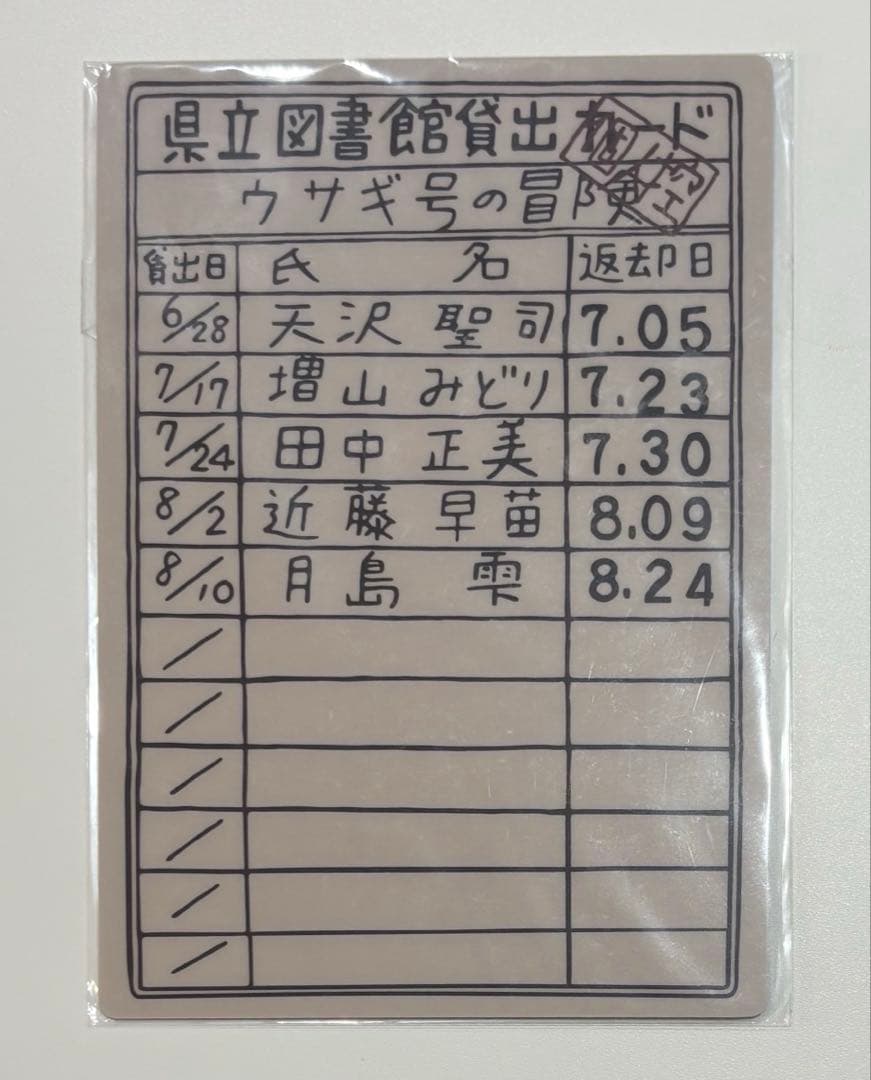 県立図書館貸出カード
ウサギ号の冒険
貸出日 氏名 返却日
6/28 天沢 聖司 7.05
7/17 増山 みどり 7.23
7/24 田中 正美 7.30
8/2 近藤 早苗 8.09
8/10 月島 雫 8.24
/
/
/
/
/
/